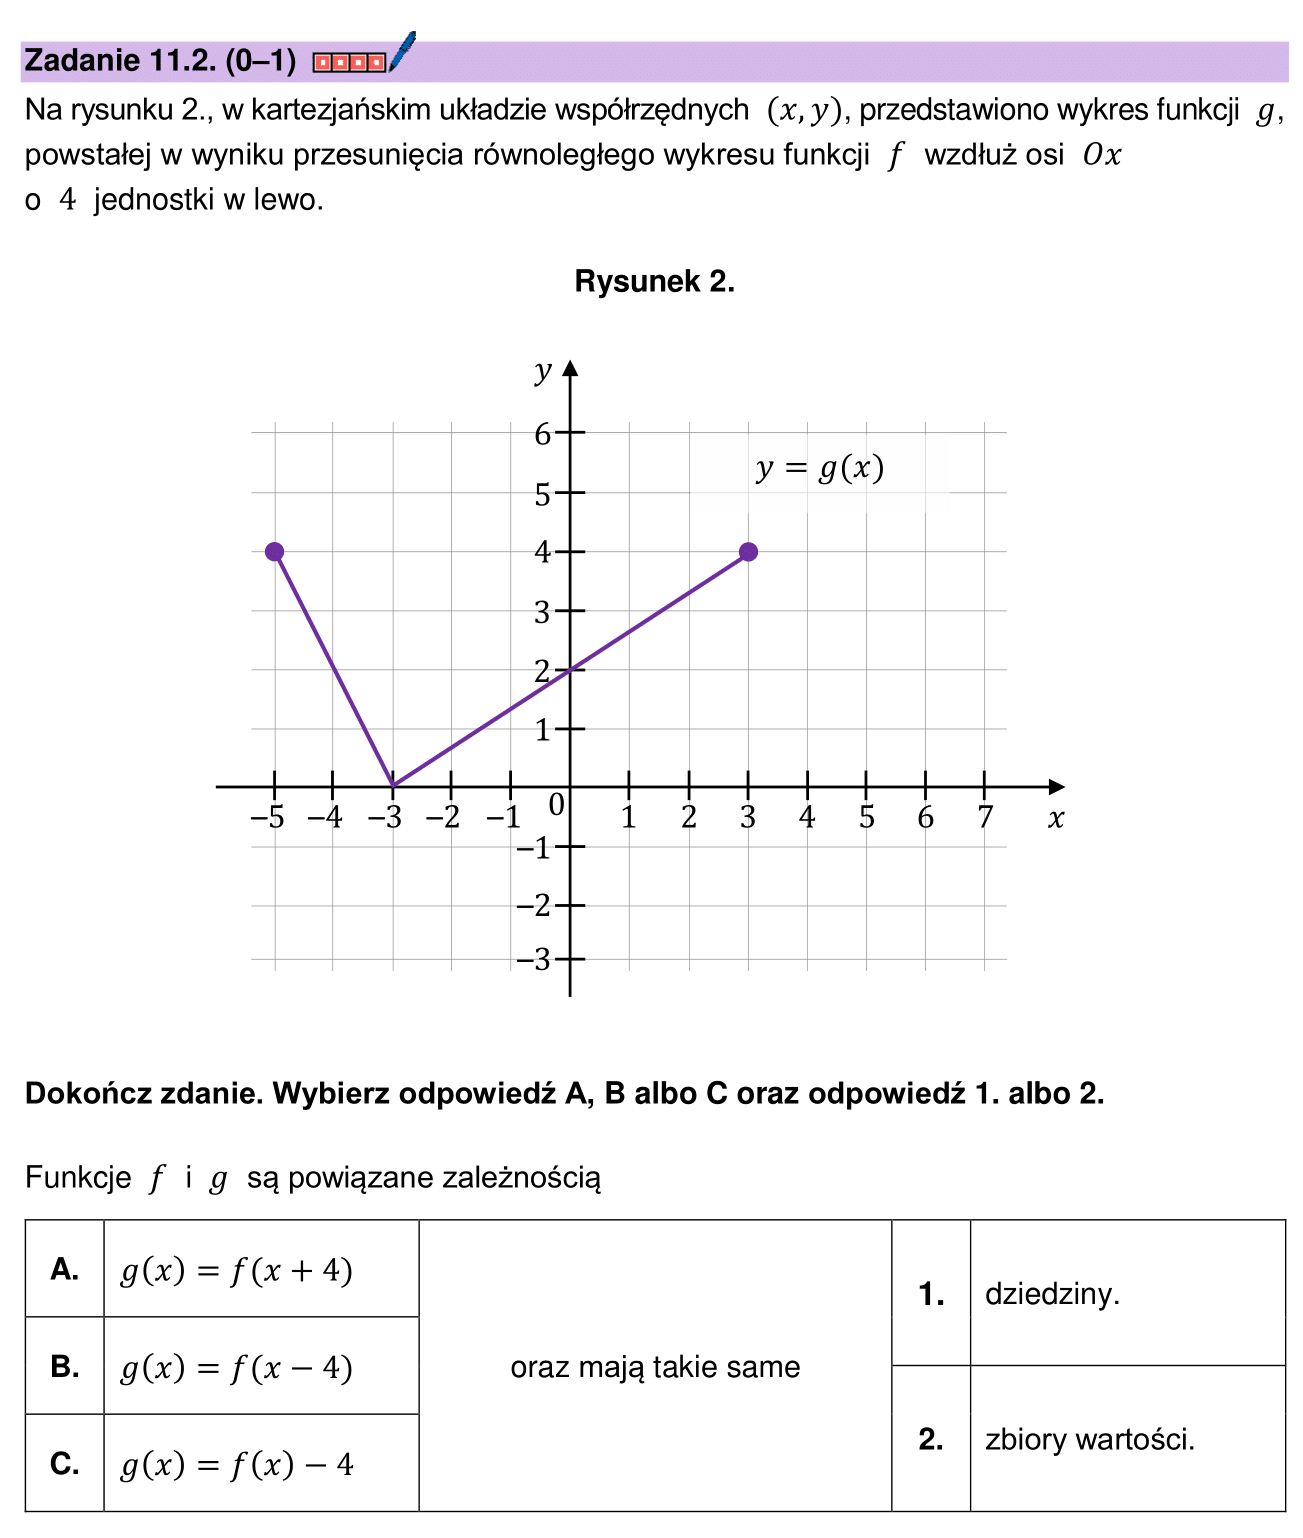 Zadanie 11.2. (0–1)
Na rysunku 2., w kartezjańskim układzie współrzędnych (x, y), przedstawiono wykres funkcji g,
powstałej w wyniku przesunięcia równoległego wykresu funkcji f wzdłuż osi Ox
o 4 jednostki w lewo.
Rysunek 2.
y
6
y = g(x)
5
4
3
2
1
0
–5 –4 –3 –2 –1 1 2 3 4 5 6 7 x
–1
–2
–3
Dokończ zdanie. Wybierz odpowiedź A, B albo C oraz odpowiedź 1. albo 2.
Funkcje f i g są powiązane zależnością
A. g(x) = f(x + 4)
B. g(x) = f(x − 4)
C. g(x) = f(x) − 4
oraz mają takie same
1. dziedziny.
2. zbiory wartości.